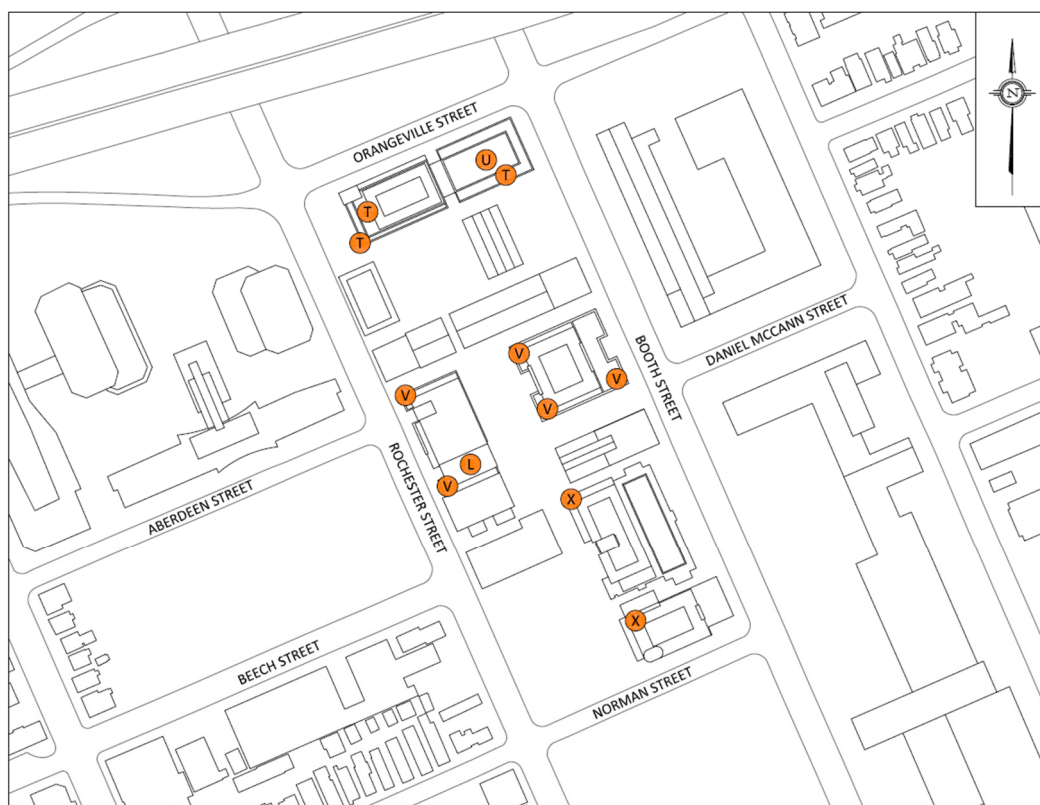 ORANGEVILLE STREET
N
U
T
T
T
DANIEL MCCANN STREET
BOOTH STREET
V
V
V
V
L
V
ROCHESTER STREET
ABERDEEN STREET
X
X
BEECH STREET
NORMAN STREET